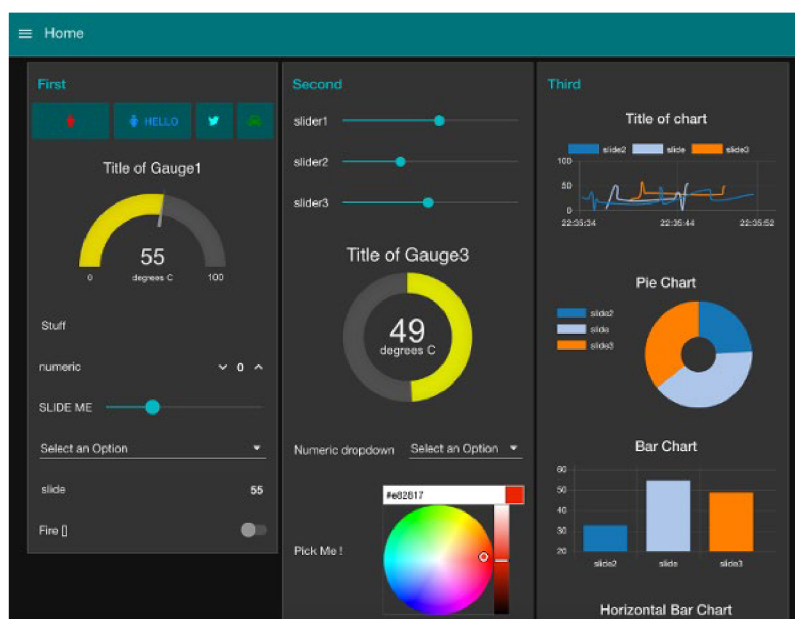 Home
First
HELLO
Title of Gauge1
55
degrees C
0
100
Stuff
numeric
0
SLIDE ME
Select an Option
slide
55
Fire []
Second
slider1
slider2
slider3
Title of Gauge3
49
degrees C
Numeric dropdown
Select an Option
#e82817
Pick Me !
Third
Title of chart
slide2 slide slide3
100
50
0
22:35:34 22:35:44 22:35:52
Pie Chart
slide2
slide
slide3
Bar Chart
60
50
40
30
20
slide2 slide slide3
Horizontal Bar Chart